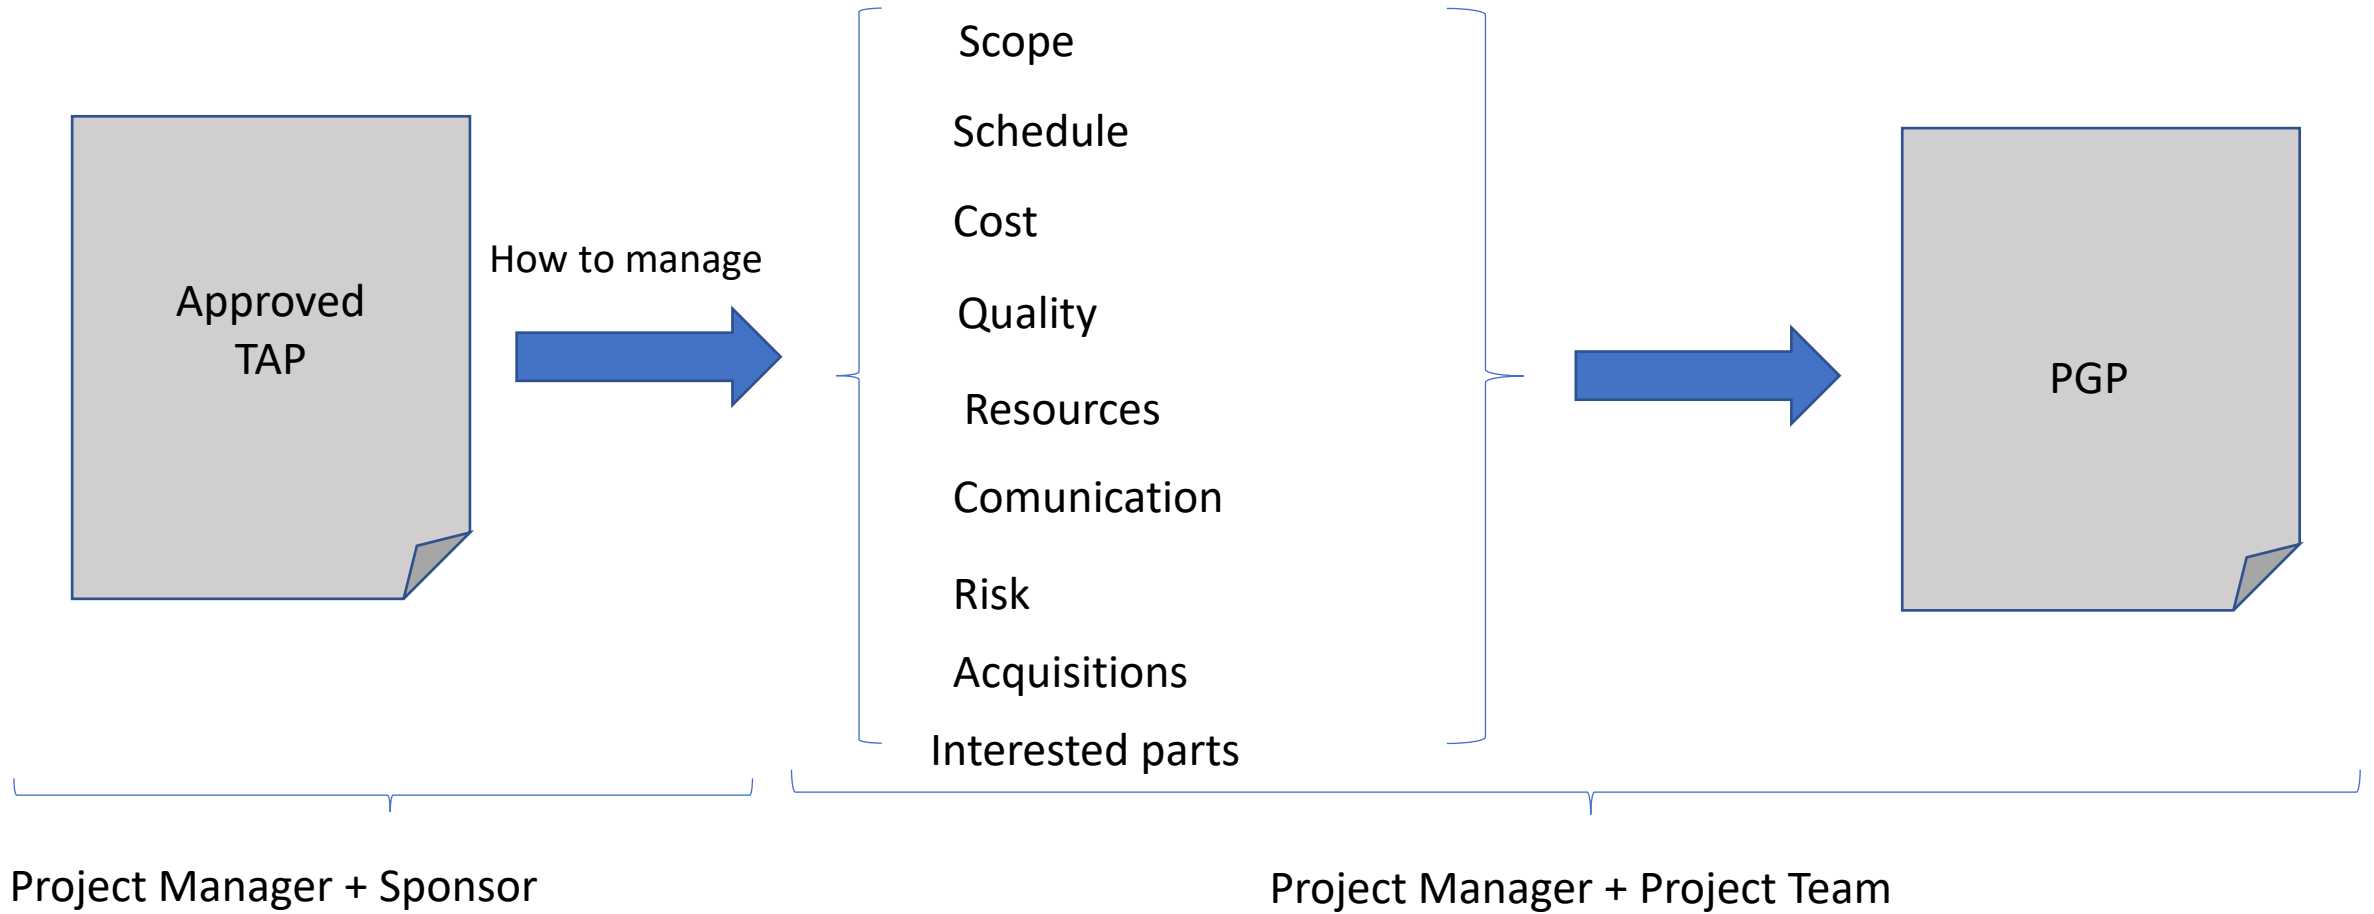 Approved
TAP
How to manage
Scope
Schedule
Cost
Quality
Resources
Comunication
Risk
Acquisitions
Interested parts
PGP
Project Manager + Sponsor
Project Manager + Project Team